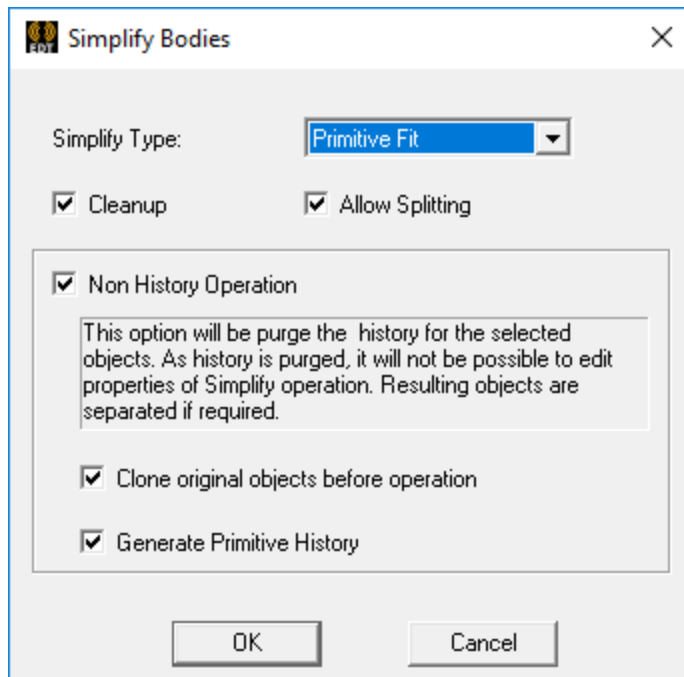 EDT Simplify Bodies
Simplify Type: Primitive Fit
Cleanup Allow Splitting
Non History Operation
This option will be purge the history for the selected
objects. As history is purged, it will not be possible to edit
properties of Simplify operation. Resulting objects are
separated if required.
Clone original objects before operation
Generate Primitive History
OK Cancel